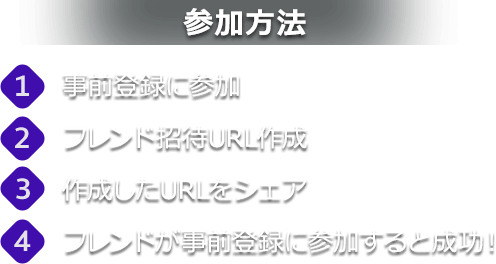 参加方法
1 事前登録に参加
2 フレンド招待URL作成
3 作成したURLをシェア
4 フレンドが事前登録に参加すると成功!